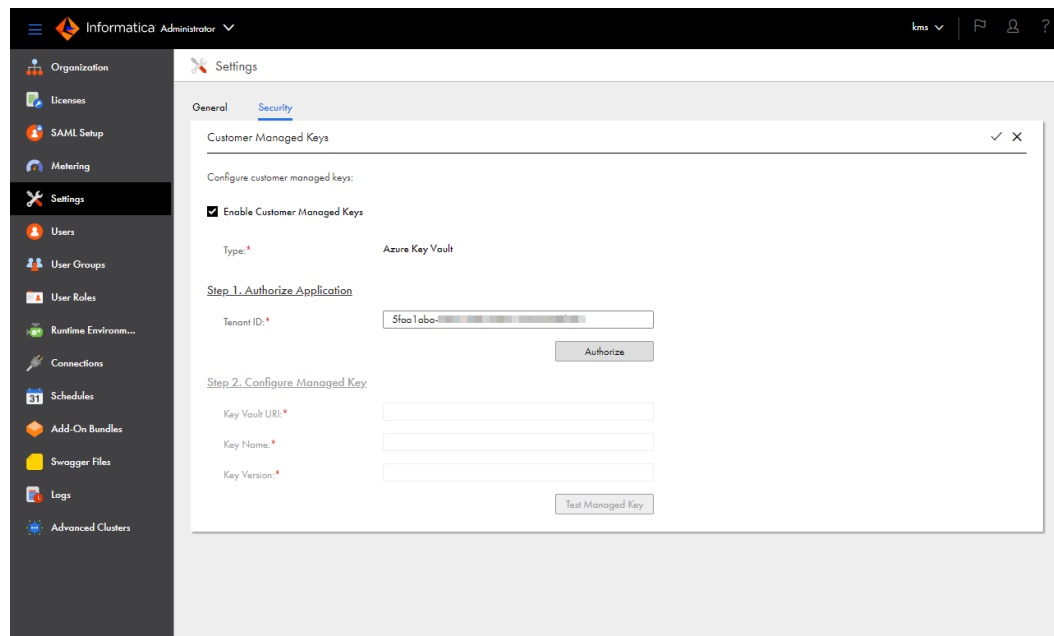 Informatica Administrator
kms
?
Organization
Licenses
SAML Setup
Metering
Settings
Users
User Groups
User Roles
Runtime Environm...
Connections
31
Schedules
Add-On Bundles
Swagger Files
Logs
Advanced Clusters
Settings
General
Security
Customer Managed Keys
Configure customer managed keys:
Enable Customer Managed Keys
Type:*
Azure Key Vault
Step 1. Authorize Application
Tenant ID:*
5faa1aba-
Authorize
Step 2. Configure Managed Key
Key Vault URI:*
Key Name:*
Key Version:*
Test Managed Key